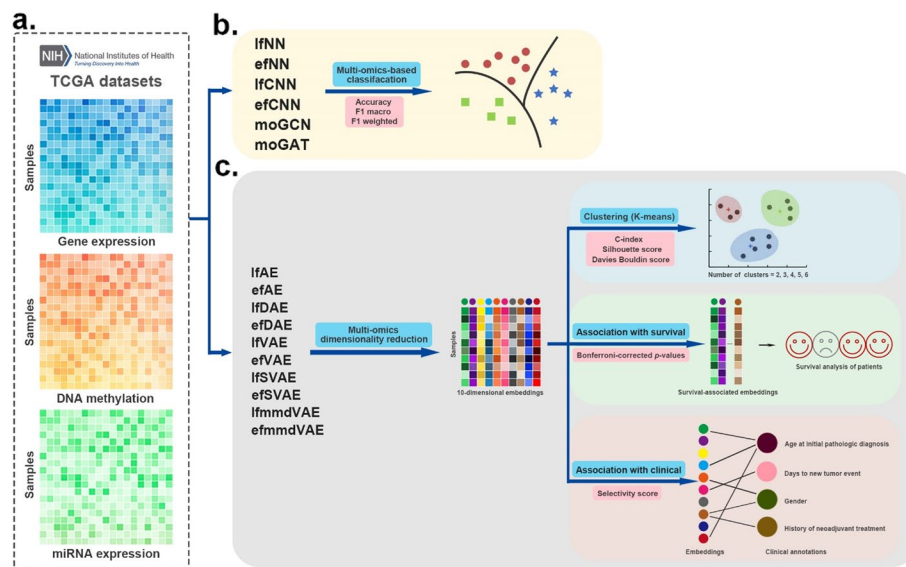 a.
NIH National Institutes of Health
Turning Discovery Into Health
TCGA datasets
Samples
Gene expression
Samples
DNA methylation
Samples
miRNA expression
b.
lfNN
efNN
lfCNN
efCNN
moGCN
moGAT
Multi-omics-based
classifacation
Accuracy
F1 macro
F1 weighted
c.
lfAE
efAE
lfDAE
efDAE
lfVAE
efVAE
lfSVAE
efSVAE
lfmmdVAE
efmmdVAE
Multi-omics
dimensionality reduction
Samples
10-dimensional embeddings
Clustering (K-means)
C-index
Silhouette score
Davies Bouldin score
Number of clusters = 2, 3, 4, 5, 6
Association with survival
Bonferroni-corrected p-values
Survival-associated embeddings
Survival analysis of patients
Association with clinical
Selectivity score
Embeddings
Age at initial pathologic diagnosis
Days to new tumor event
Gender
History of neoadjuvant treatment
Clinical annotations